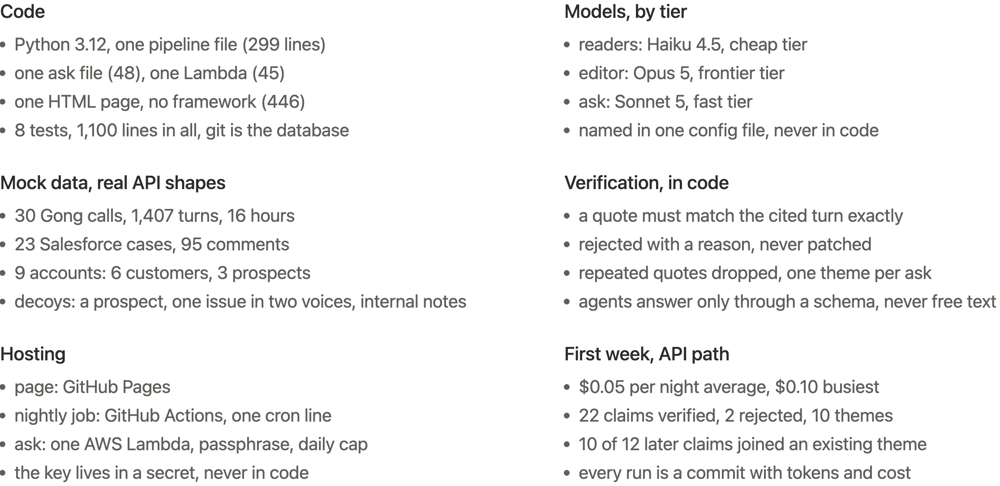 Code
• Python 3.12, one pipeline file (299 lines)
• one ask file (48), one Lambda (45)
• one HTML page, no framework (446)
• 8 tests, 1,100 lines in all, git is the database
Models, by tier
• readers: Haiku 4.5, cheap tier
• editor: Opus 5, frontier tier
• ask: Sonnet 5, fast tier
• named in one config file, never in code
Mock data, real API shapes
• 30 Gong calls, 1,407 turns, 16 hours
• 23 Salesforce cases, 95 comments
• 9 accounts: 6 customers, 3 prospects
• decoys: a prospect, one issue in two voices, internal notes
Verification, in code
• a quote must match the cited turn exactly
• rejected with a reason, never patched
• repeated quotes dropped, one theme per ask
• agents answer only through a schema, never free text
Hosting
• page: GitHub Pages
• nightly job: GitHub Actions, one cron line
• ask: one AWS Lambda, passphrase, daily cap
• the key lives in a secret, never in code
First week, API path
• $0.05 per night average, $0.10 busiest
• 22 claims verified, 2 rejected, 10 themes
• 10 of 12 later claims joined an existing theme
• every run is a commit with tokens and cost